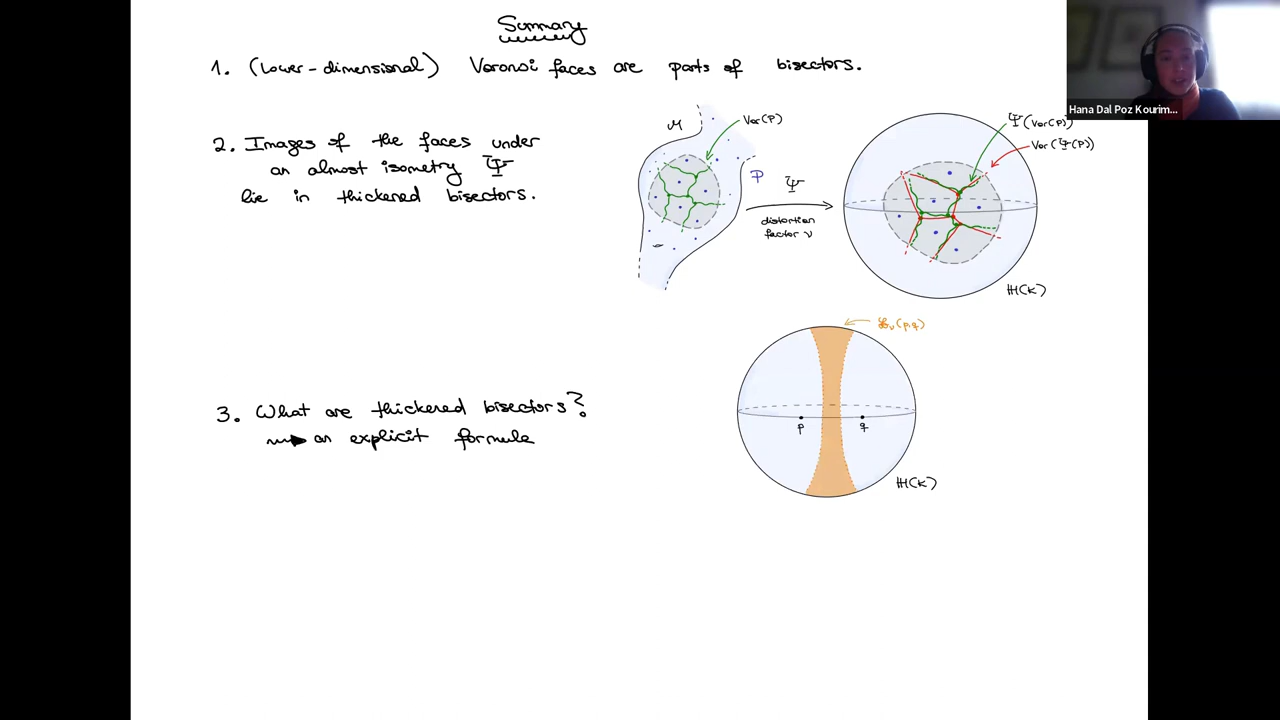 Summary
1. (lower-dimensional) Voronoi faces are parts of bisectors.
2. Images of the faces under
an almost isometry Ψ
lie in thickened bisectors.
M
Vor(P)
P
Ψ
distortion
factor ν
Ψ(Vor(P))
Vor(Ψ(P))
ℍ(K)
3. What are thickened bisectors?
⇝ an explicit formula
ℬν(p,q)
p
q
ℍ(K)
Hana Dal Poz Kourim...